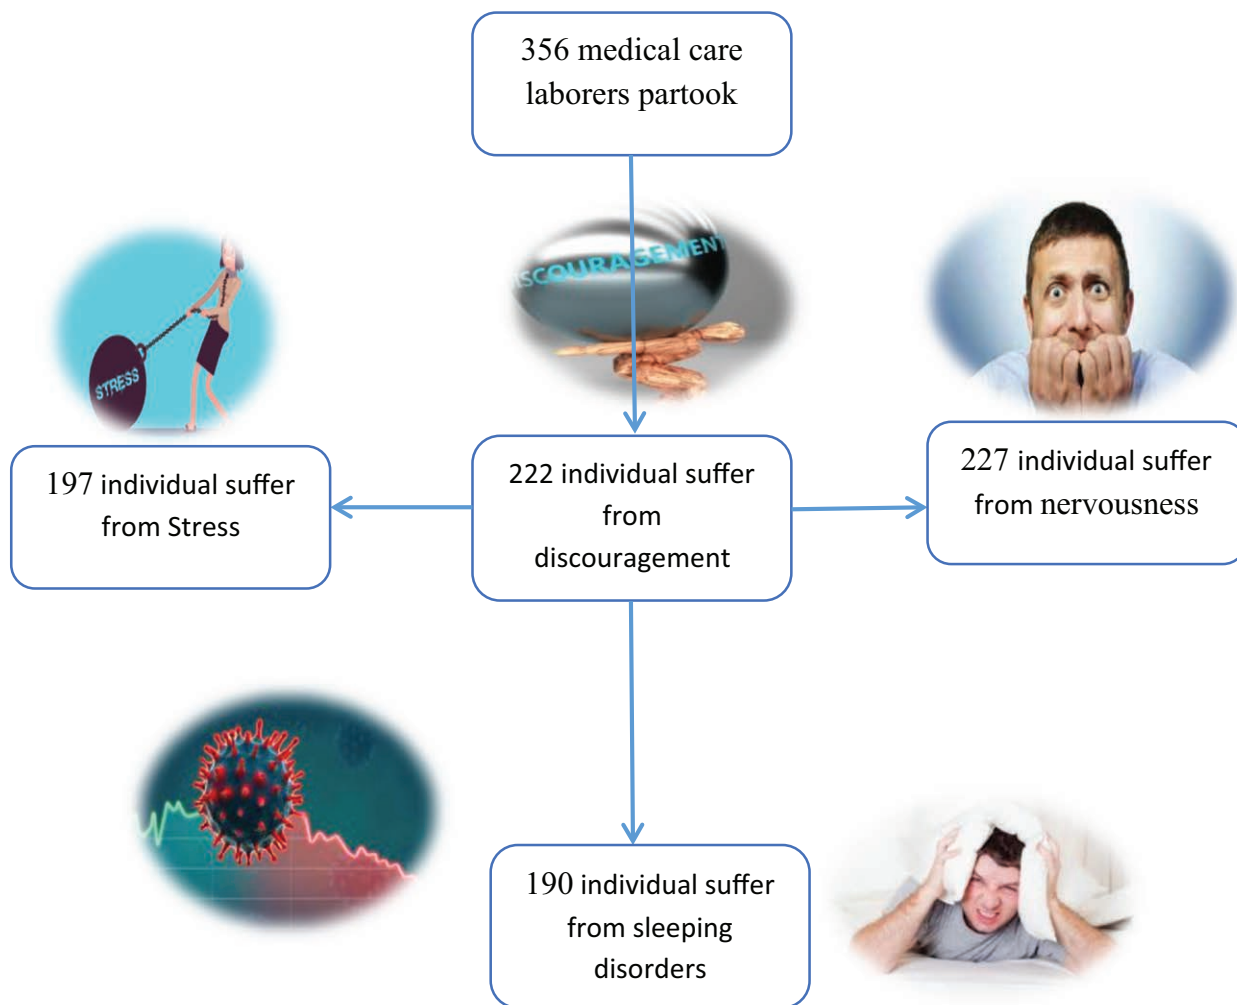 356 medical care
laborers partook
ISCOURAGEMENT
STRESS
197 individual suffer
from Stress
222 individual suffer
from
discouragement
227 individual suffer
from nervousness
190 individual suffer
from sleeping
disorders